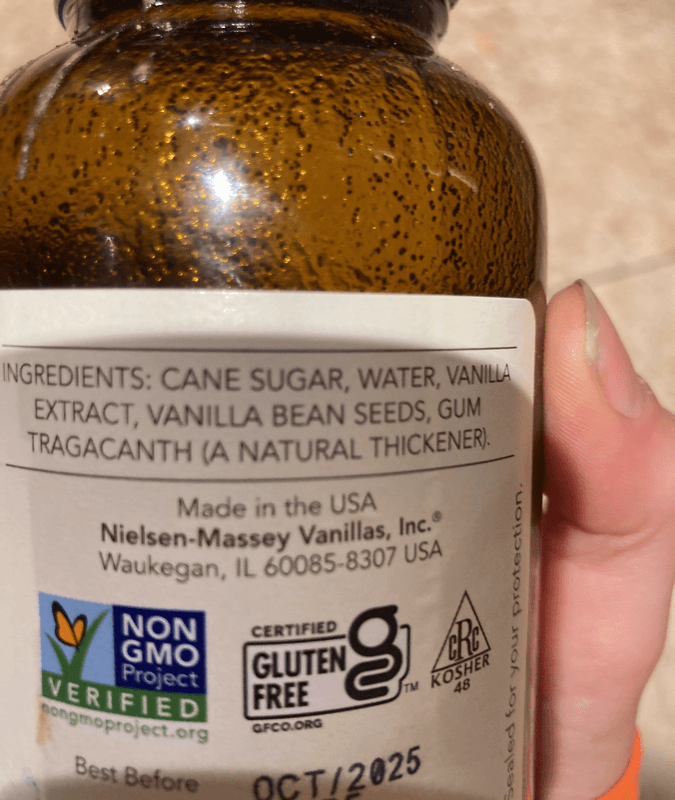 INGREDIENTS: CANE SUGAR, WATER, VANILLA
EXTRACT, VANILLA BEAN SEEDS, GUM
TRAGACANTH (A NATURAL THICKENER).
Made in the USA
Nielsen-Massey Vanillas, Inc.®
Waukegan, IL 60085-8307 USA
NON
GMO
Project
VERIFIED
nongmoproject.org
CERTIFIED
GLUTEN
FREE
TM
GFCO.ORG
CRC
KOSHER
48
sealed for your protection.
Best Before
OCT/2025